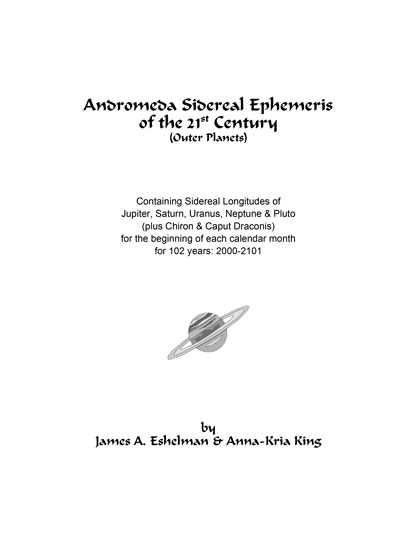 Andromeda Sidereal Ephemeris
of the 21st Century
(Outer Planets)
Containing Sidereal Longitudes of
Jupiter, Saturn, Uranus, Neptune & Pluto
(plus Chiron & Caput Draconis)
for the beginning of each calendar month
for 102 years: 2000-2101
by
James A. Eshelman & Anna-Kria King